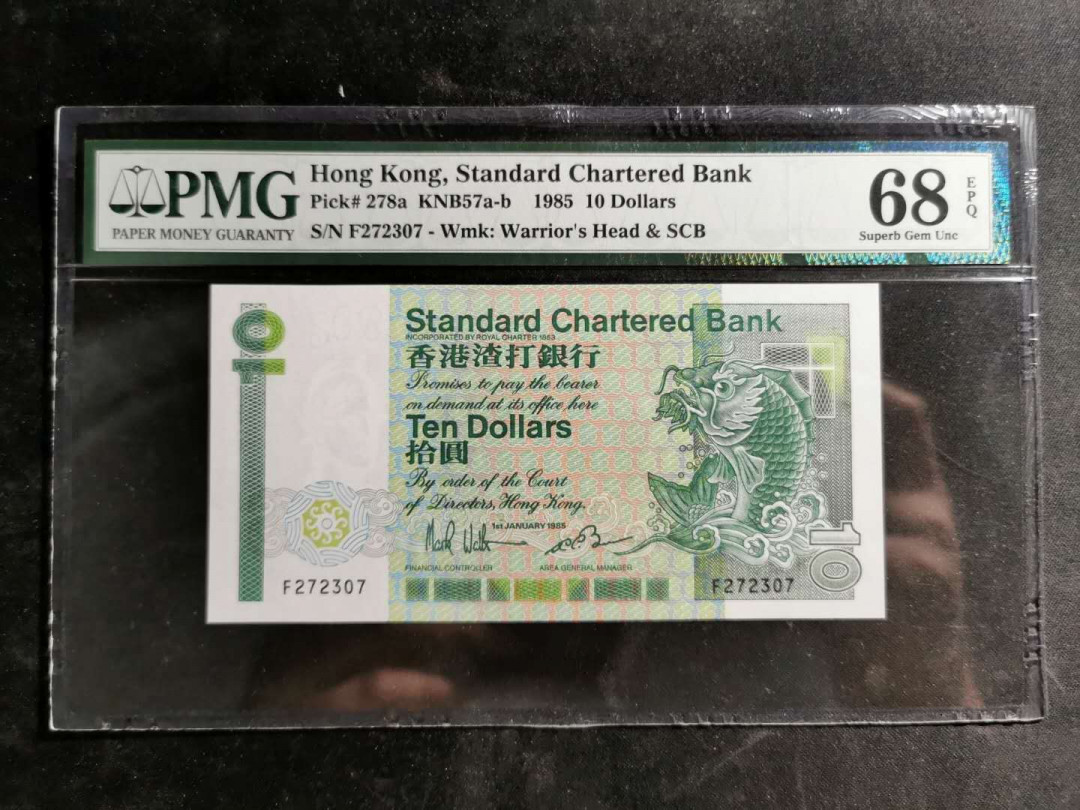 PMG
PAPER MONEY GUARANTY
Hong Kong, Standard Chartered Bank
Pick# 278a KNB57a-b 1985 10 Dollars
S/N F272307 - Wmk: Warrior's Head & SCB
68 EPQ
Superb Gem Unc
10
Standard Chartered Bank
INCORPORATED BY ROYAL CHARTER 1853
香港渣打銀行
Promises to pay the bearer
on demand at its office here
Ten Dollars
拾圓
By order of the Court
of Directors, Hong Kong.
1st JANUARY 1985
FINANCIAL CONTROLLER
AREA GENERAL MANAGER
F272307
F272307
10